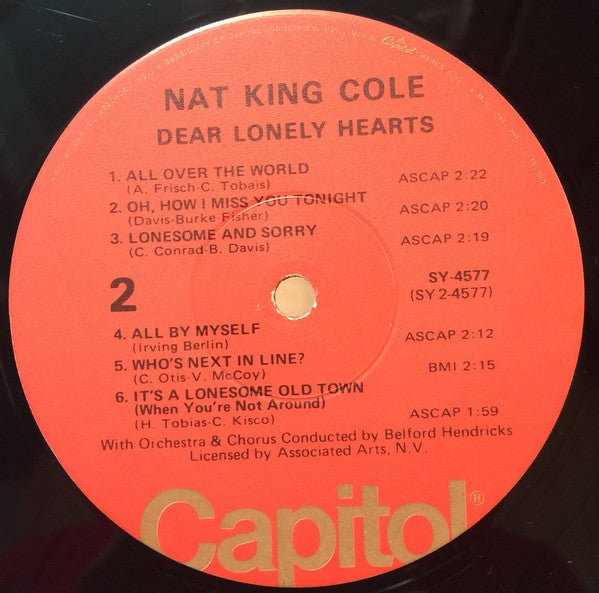 NAT KING COLE
DEAR LONELY HEARTS
1. ALL OVER THE WORLD
(A. Frisch-C. Tobais) ASCAP 2:22
2. OH, HOW I MISS YOU TONIGHT
(Davis-Burke-Fisher) ASCAP 2:20
3. LONESOME AND SORRY
(C. Conrad-B. Davis) ASCAP 2:19
2
SY-4577
(SY2-4577)
4. ALL BY MYSELF
(Irving Berlin) ASCAP 2:12
5. WHO'S NEXT IN LINE?
(C. Otis-V. McCoy) BMI 2:15
6. IT'S A LONESOME OLD TOWN
(When You're Not Around)
(H. Tobias-C. Kisco) ASCAP 1:59
With Orchestra & Chorus Conducted by Belford Hendricks
Licensed by Associated Arts, N.V.
Capitol®